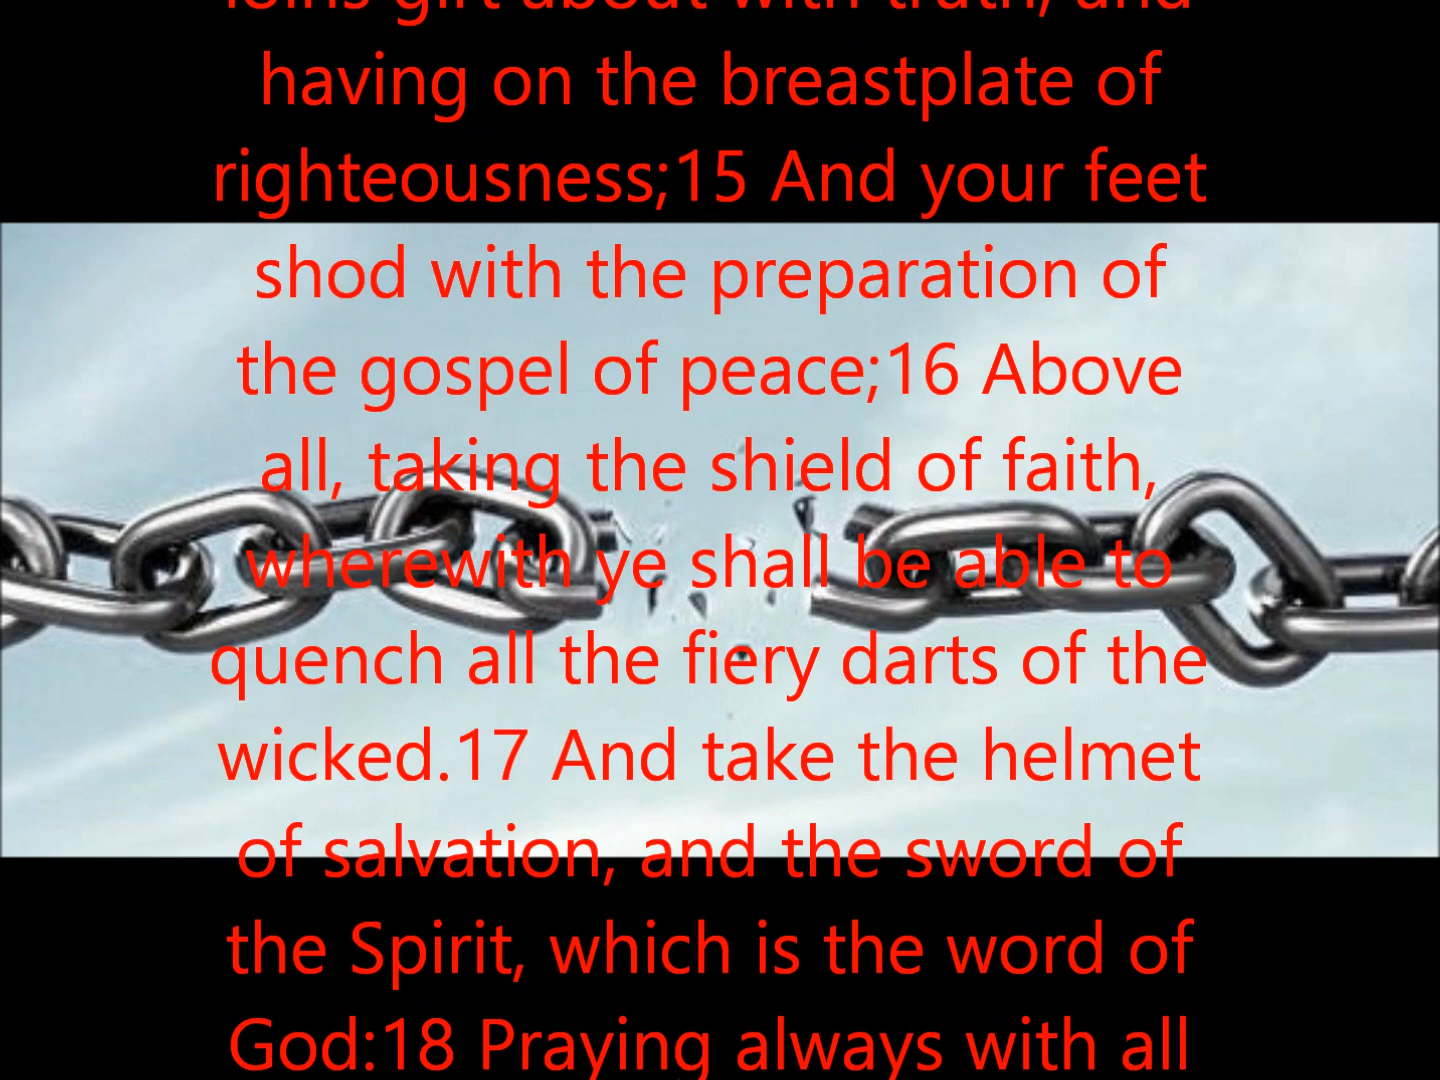 loins girt about with truth, and
having on the breastplate of
righteousness;15 And your feet
shod with the preparation of
the gospel of peace;16 Above
all, taking the shield of faith,
wherewith ye shall be able to
quench all the fiery darts of the
wicked.17 And take the helmet
of salvation, and the sword of
the Spirit, which is the word of
God:18 Praying always with all